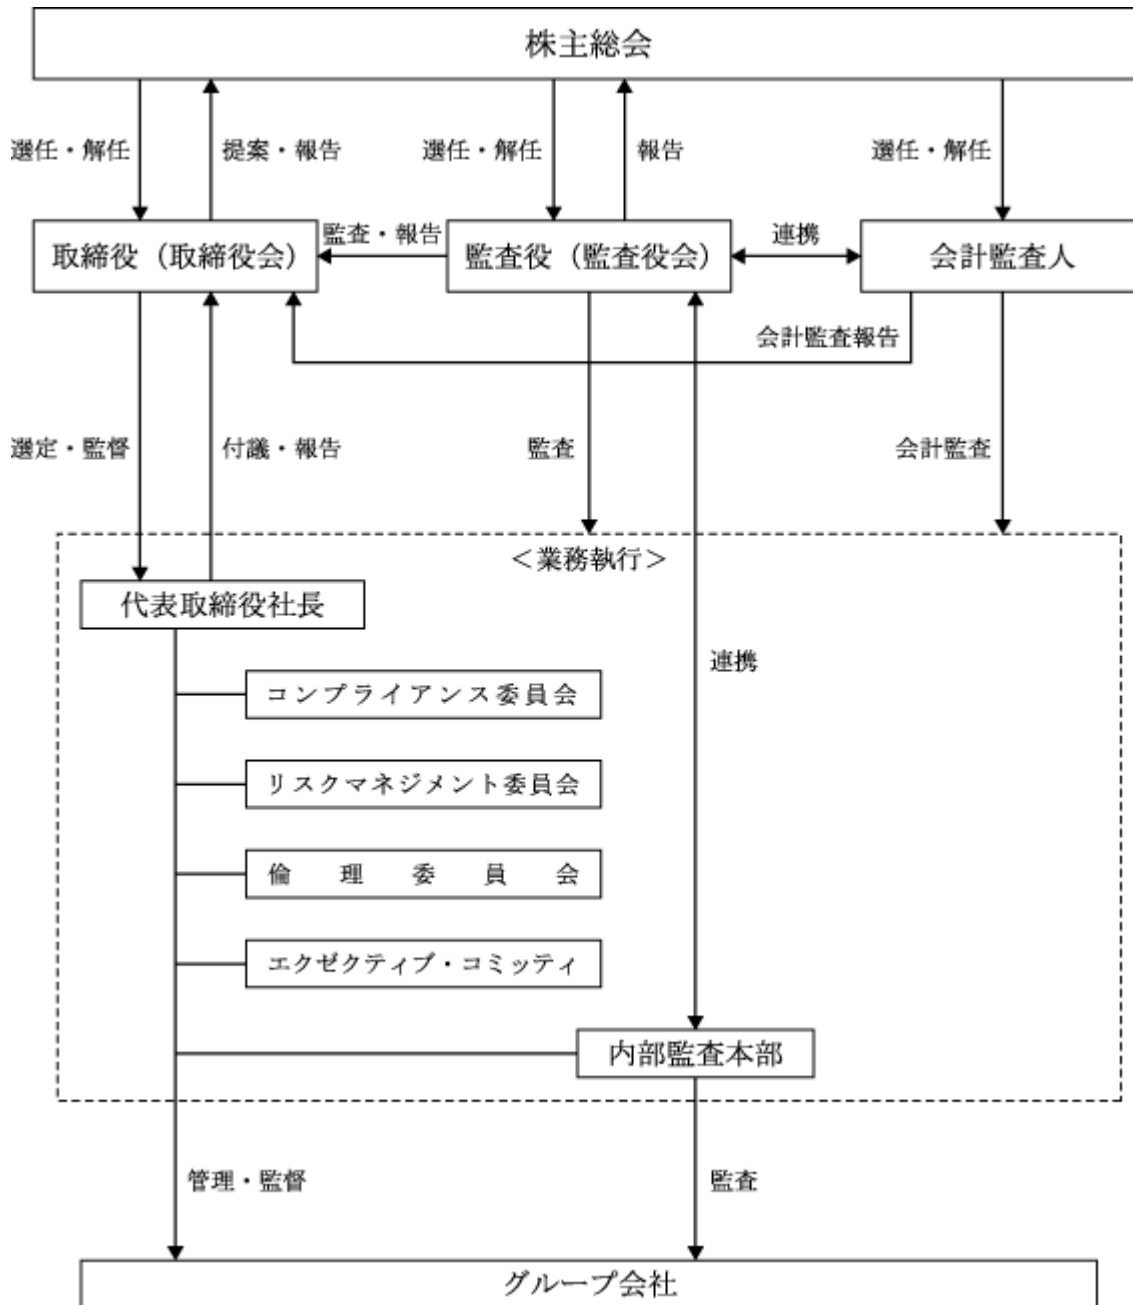 株主総会
選任・解任
提案・報告
選任・解任
報告
選任・解任
取締役（取締役会）
監査・報告
監査役（監査役会）
連携
会計監査人
会計監査報告
選定・監督
付議・報告
監査
会計監査
＜業務執行＞
代表取締役社長
連携
コンプライアンス委員会
リスクマネジメント委員会
倫理委員会
エクゼクティブ・コミッティ
内部監査本部
管理・監督
監査
グループ会社